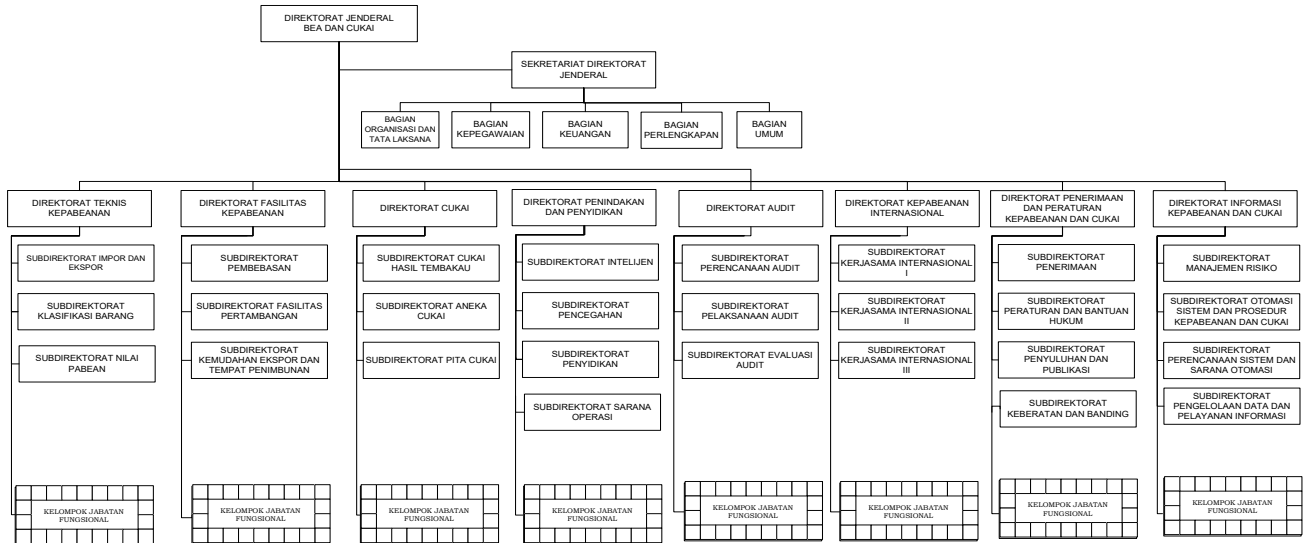 DIREKTORAT JENDERAL
BEA DAN CUKAI
SEKRETARIAT DIREKTORAT
JENDERAL
BAGIAN
ORGANISASI DAN
TATA LAKSANA
BAGIAN
KEPEGAWAIAN
BAGIAN
KEUANGAN
BAGIAN
PERLENGKAPAN
BAGIAN
UMUM
DIREKTORAT TEKNIS
KEPABEANAN
DIREKTORAT FASILITAS
KEPABEANAN
DIREKTORAT CUKAI
DIREKTORAT PENINDAKAN
DAN PENYIDIKAN
DIREKTORAT AUDIT
DIREKTORAT KEPABEANAN
INTERNASIONAL
DIREKTORAT PENERIMAAN
DAN PERATURAN
KEPABEANAN DAN CUKAI
DIREKTORAT INFORMASI
KEPABEANAN DAN CUKAI
SUBDIREKTORAT IMPOR DAN
EKSPOR
SUBDIREKTORAT
KLASIFIKASI BARANG
SUBDIREKTORAT NILAI
PABEAN
KELOMPOK JABATAN
FUNGSIONAL
SUBDIREKTORAT
PEMBEBASAN
SUBDIREKTORAT FASILITAS
PERTAMBANGAN
SUBDIREKTORAT
KEMUDAHAN EKSPOR DAN
TEMPAT PENIMBUNAN
KELOMPOK JABATAN
FUNGSIONAL
SUBDIREKTORAT CUKAI
HASIL TEMBAKAU
SUBDIREKTORAT ANEKA
CUKAI
SUBDIREKTORAT PITA CUKAI
KELOMPOK JABATAN
FUNGSIONAL
SUBDIREKTORAT INTELIJEN
SUBDIREKTORAT
PENCEGAHAN
SUBDIREKTORAT
PENYIDIKAN
SUBDIREKTORAT SARANA
OPERASI
KELOMPOK JABATAN
FUNGSIONAL
SUBDIREKTORAT
PERENCANAAN AUDIT
SUBDIREKTORAT
PELAKSANAAN AUDIT
SUBDIREKTORAT EVALUASI
AUDIT
KELOMPOK JABATAN
FUNGSIONAL
SUBDIREKTORAT
KERJASAMA INTERNASIONAL
I
SUBDIREKTORAT
KERJASAMA INTERNASIONAL
II
SUBDIREKTORAT
KERJASAMA INTERNASIONAL
III
KELOMPOK JABATAN
FUNGSIONAL
SUBDIREKTORAT
PENERIMAAN
SUBDIREKTORAT
PERATURAN DAN BANTUAN
HUKUM
SUBDIREKTORAT
PENYULUHAN DAN
PUBLIKASI
SUBDIREKTORAT
KEBERATAN DAN BANDING
KELOMPOK JABATAN
FUNGSIONAL
SUBDIREKTORAT
MANAJEMEN RISIKO
SUBDIREKTORAT OTOMASI
SISTEM DAN PROSEDUR
KEPABEANAN DAN CUKAI
SUBDIREKTORAT
PERENCANAAN SISTEM DAN
SARANA OTOMASI
SUBDIREKTORAT
PENGELOLAAN DATA DAN
PELAYANAN INFORMASI
KELOMPOK JABATAN
FUNGSIONAL